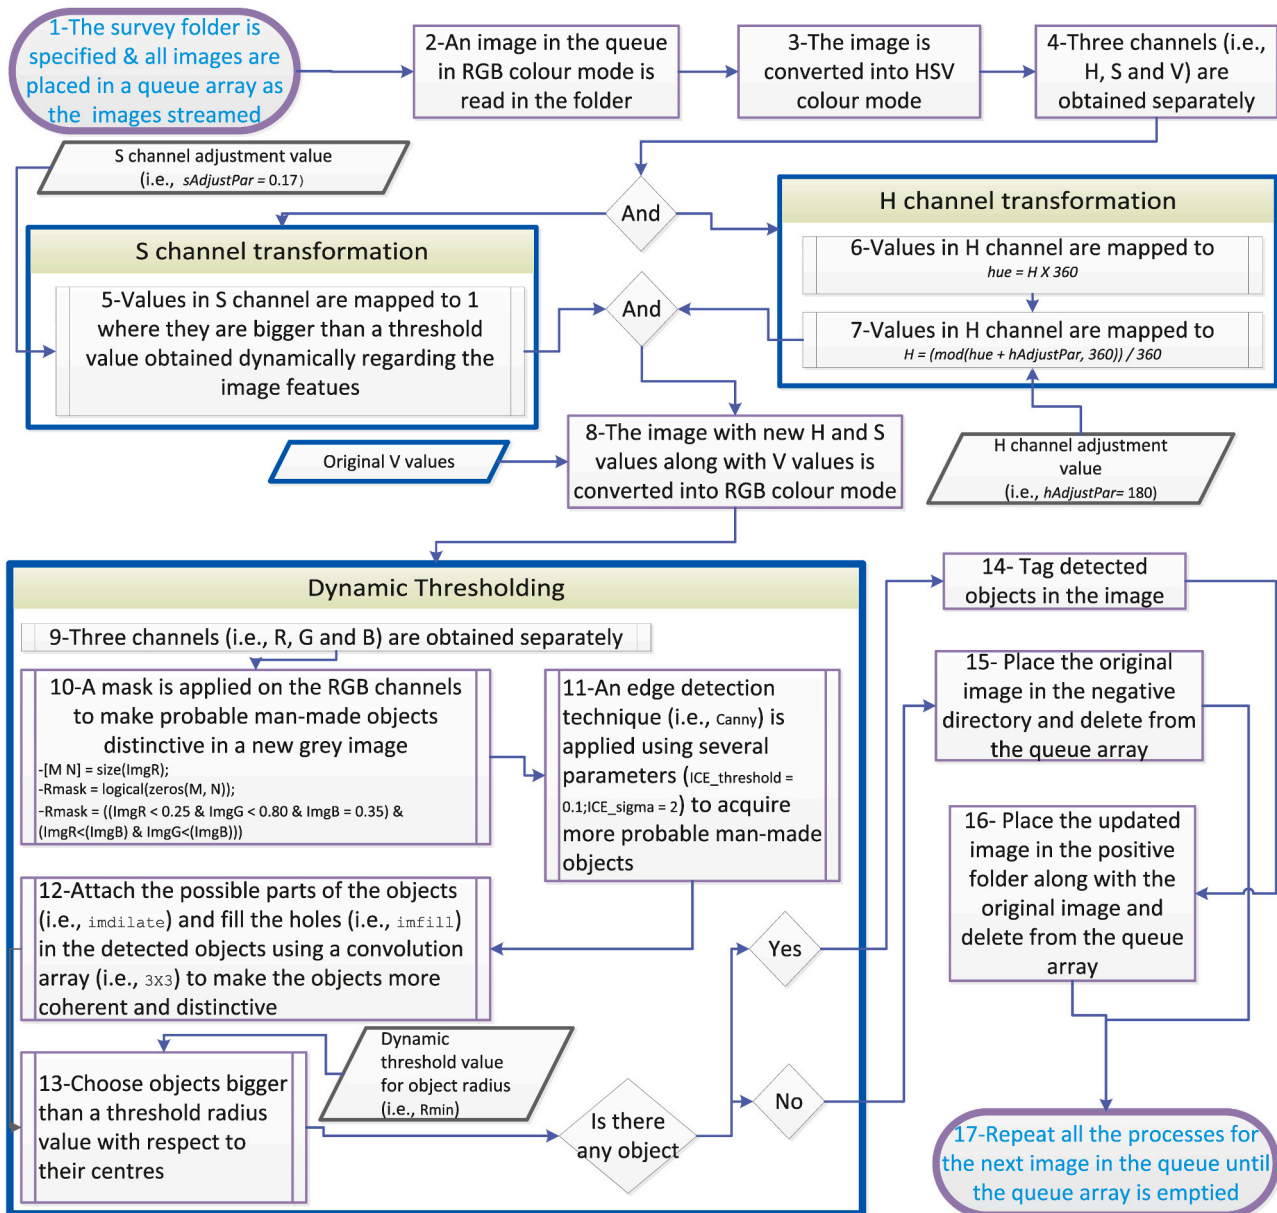 1-The survey folder is
specified & all images are
placed in a queue array as
the images streamed
2-An image in the queue
in RGB colour mode is
read in the folder
3-The image is
converted into HSV
colour mode
4-Three channels (i.e.,
H, S and V) are
obtained separately
S channel adjustment value
(i.e., sAdjustPar = 0.17)
And
H channel transformation
6-Values in H channel are mapped to
hue = H X 360
7-Values in H channel are mapped to
H = (mod(hue + hAdjustPar, 360)) / 360
S channel transformation
5-Values in S channel are mapped to 1
where they are bigger than a threshold
value obtained dynamically regarding the
image featues
And
H channel adjustment
value
(i.e., hAdjustPar= 180)
Original V values
8-The image with new H and S
values along with V values is
converted into RGB colour mode
Dynamic Thresholding
9-Three channels (i.e., R, G and B) are obtained separately
10-A mask is applied on the RGB channels
to make probable man-made objects
distinctive in a new grey image
-[M N] = size(ImgR);
-Rmask = logical(zeros(M, N));
-Rmask = ((ImgR < 0.25 & ImgG < 0.80 & ImgB = 0.35) &
(ImgR<(ImgB) & ImgG<(ImgB)))
11-An edge detection
technique (i.e., Canny) is
applied using several
parameters (ICE_threshold =
0.1;ICE_sigma = 2) to acquire
more probable man-made
objects
12-Attach the possible parts of the objects
(i.e., imdilate) and fill the holes (i.e., imfill)
in the detected objects using a convolution
array (i.e., 3X3) to make the objects more
coherent and distinctive
13-Choose objects bigger
than a threshold radius
value with respect to
their centres
Dynamic
threshold value
for object radius
(i.e., Rmin)
Is there
any object
Yes
No
14- Tag detected
objects in the image
15- Place the original
image in the negative
directory and delete from
the queue array
16- Place the updated
image in the positive
folder along with the
original image and
delete from the queue
array
17-Repeat all the processes for
the next image in the queue until
the queue array is emptied